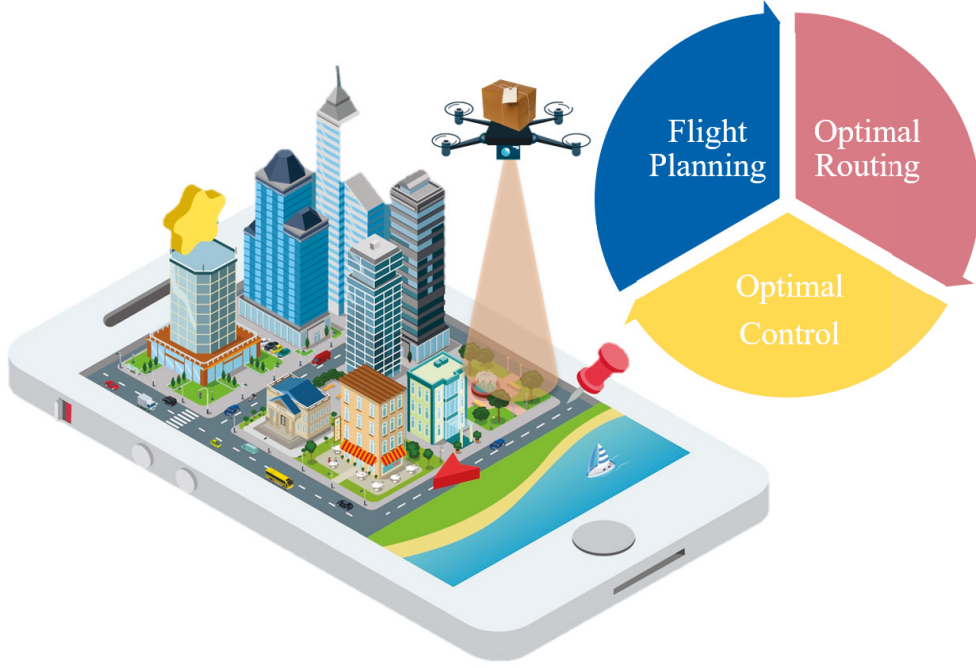 Flight
Planning
Optimal
Routing
Optimal
Control